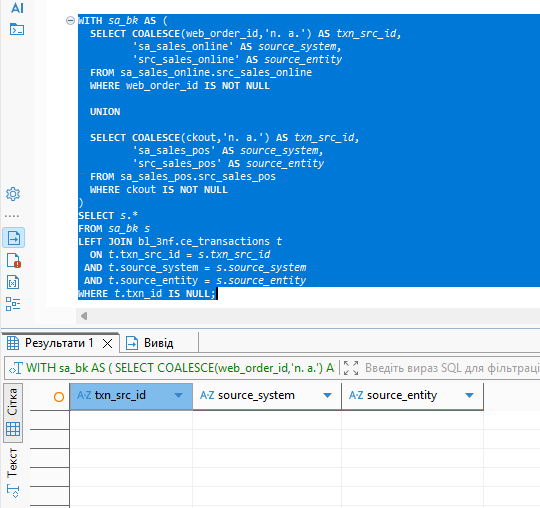 AI
WITH sa_bk AS (
SELECT COALESCE(web_order_id,'n. a.') AS txn_src_id,
'sa_sales_online' AS source_system,
'src_sales_online' AS source_entity
FROM sa_sales_online.src_sales_online
WHERE web_order_id IS NOT NULL
UNION
SELECT COALESCE(ckout,'n. a.') AS txn_src_id,
'sa_sales_pos' AS source_system,
'src_sales_pos' AS source_entity
FROM sa_sales_pos.src_sales_pos
WHERE ckout IS NOT NULL
)
SELECT s.*
FROM sa_bk s
LEFT JOIN bl_3nf.ce_transactions t
ON t.txn_src_id = s.txn_src_id
AND t.source_system = s.source_system
AND t.source_entity = s.source_entity
WHERE t.txn_id IS NULL;
Результати 1
Вивід
WITH sa_bk AS ( SELECT COALESCE(web_order_id,'n. a.') A
Введіть вираз SQL для фільтраці
Сітка
Текст
A-Z txn_src_id
A-Z source_system
A-Z source_entity